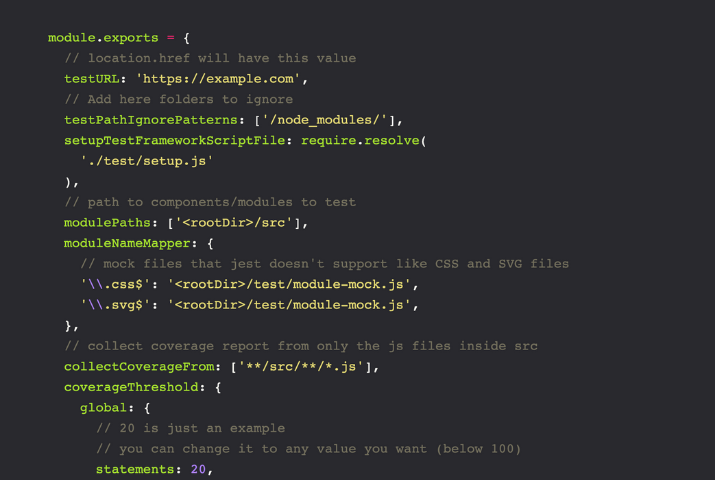 module.exports = {
// location.href will have this value
testURL: 'https://example.com',
// Add here folders to ignore
testPathIgnorePatterns: ['/node_modules/'],
setupTestFrameworkScriptFile: require.resolve(
'./test/setup.js'
),
// path to components/modules to test
modulePaths: ['<rootDir>/src'],
moduleNameMapper: {
// mock files that jest doesn't support like CSS and SVG files
'\\.css$': '<rootDir>/test/module-mock.js',
'\\.svg$': '<rootDir>/test/module-mock.js',
},
// collect coverage report from only the js files inside src
collectCoverageFrom: ['**/src/**/*.js'],
coverageThreshold: {
global: {
// 20 is just an example
// you can change it to any value you want (below 100)
statements: 20,